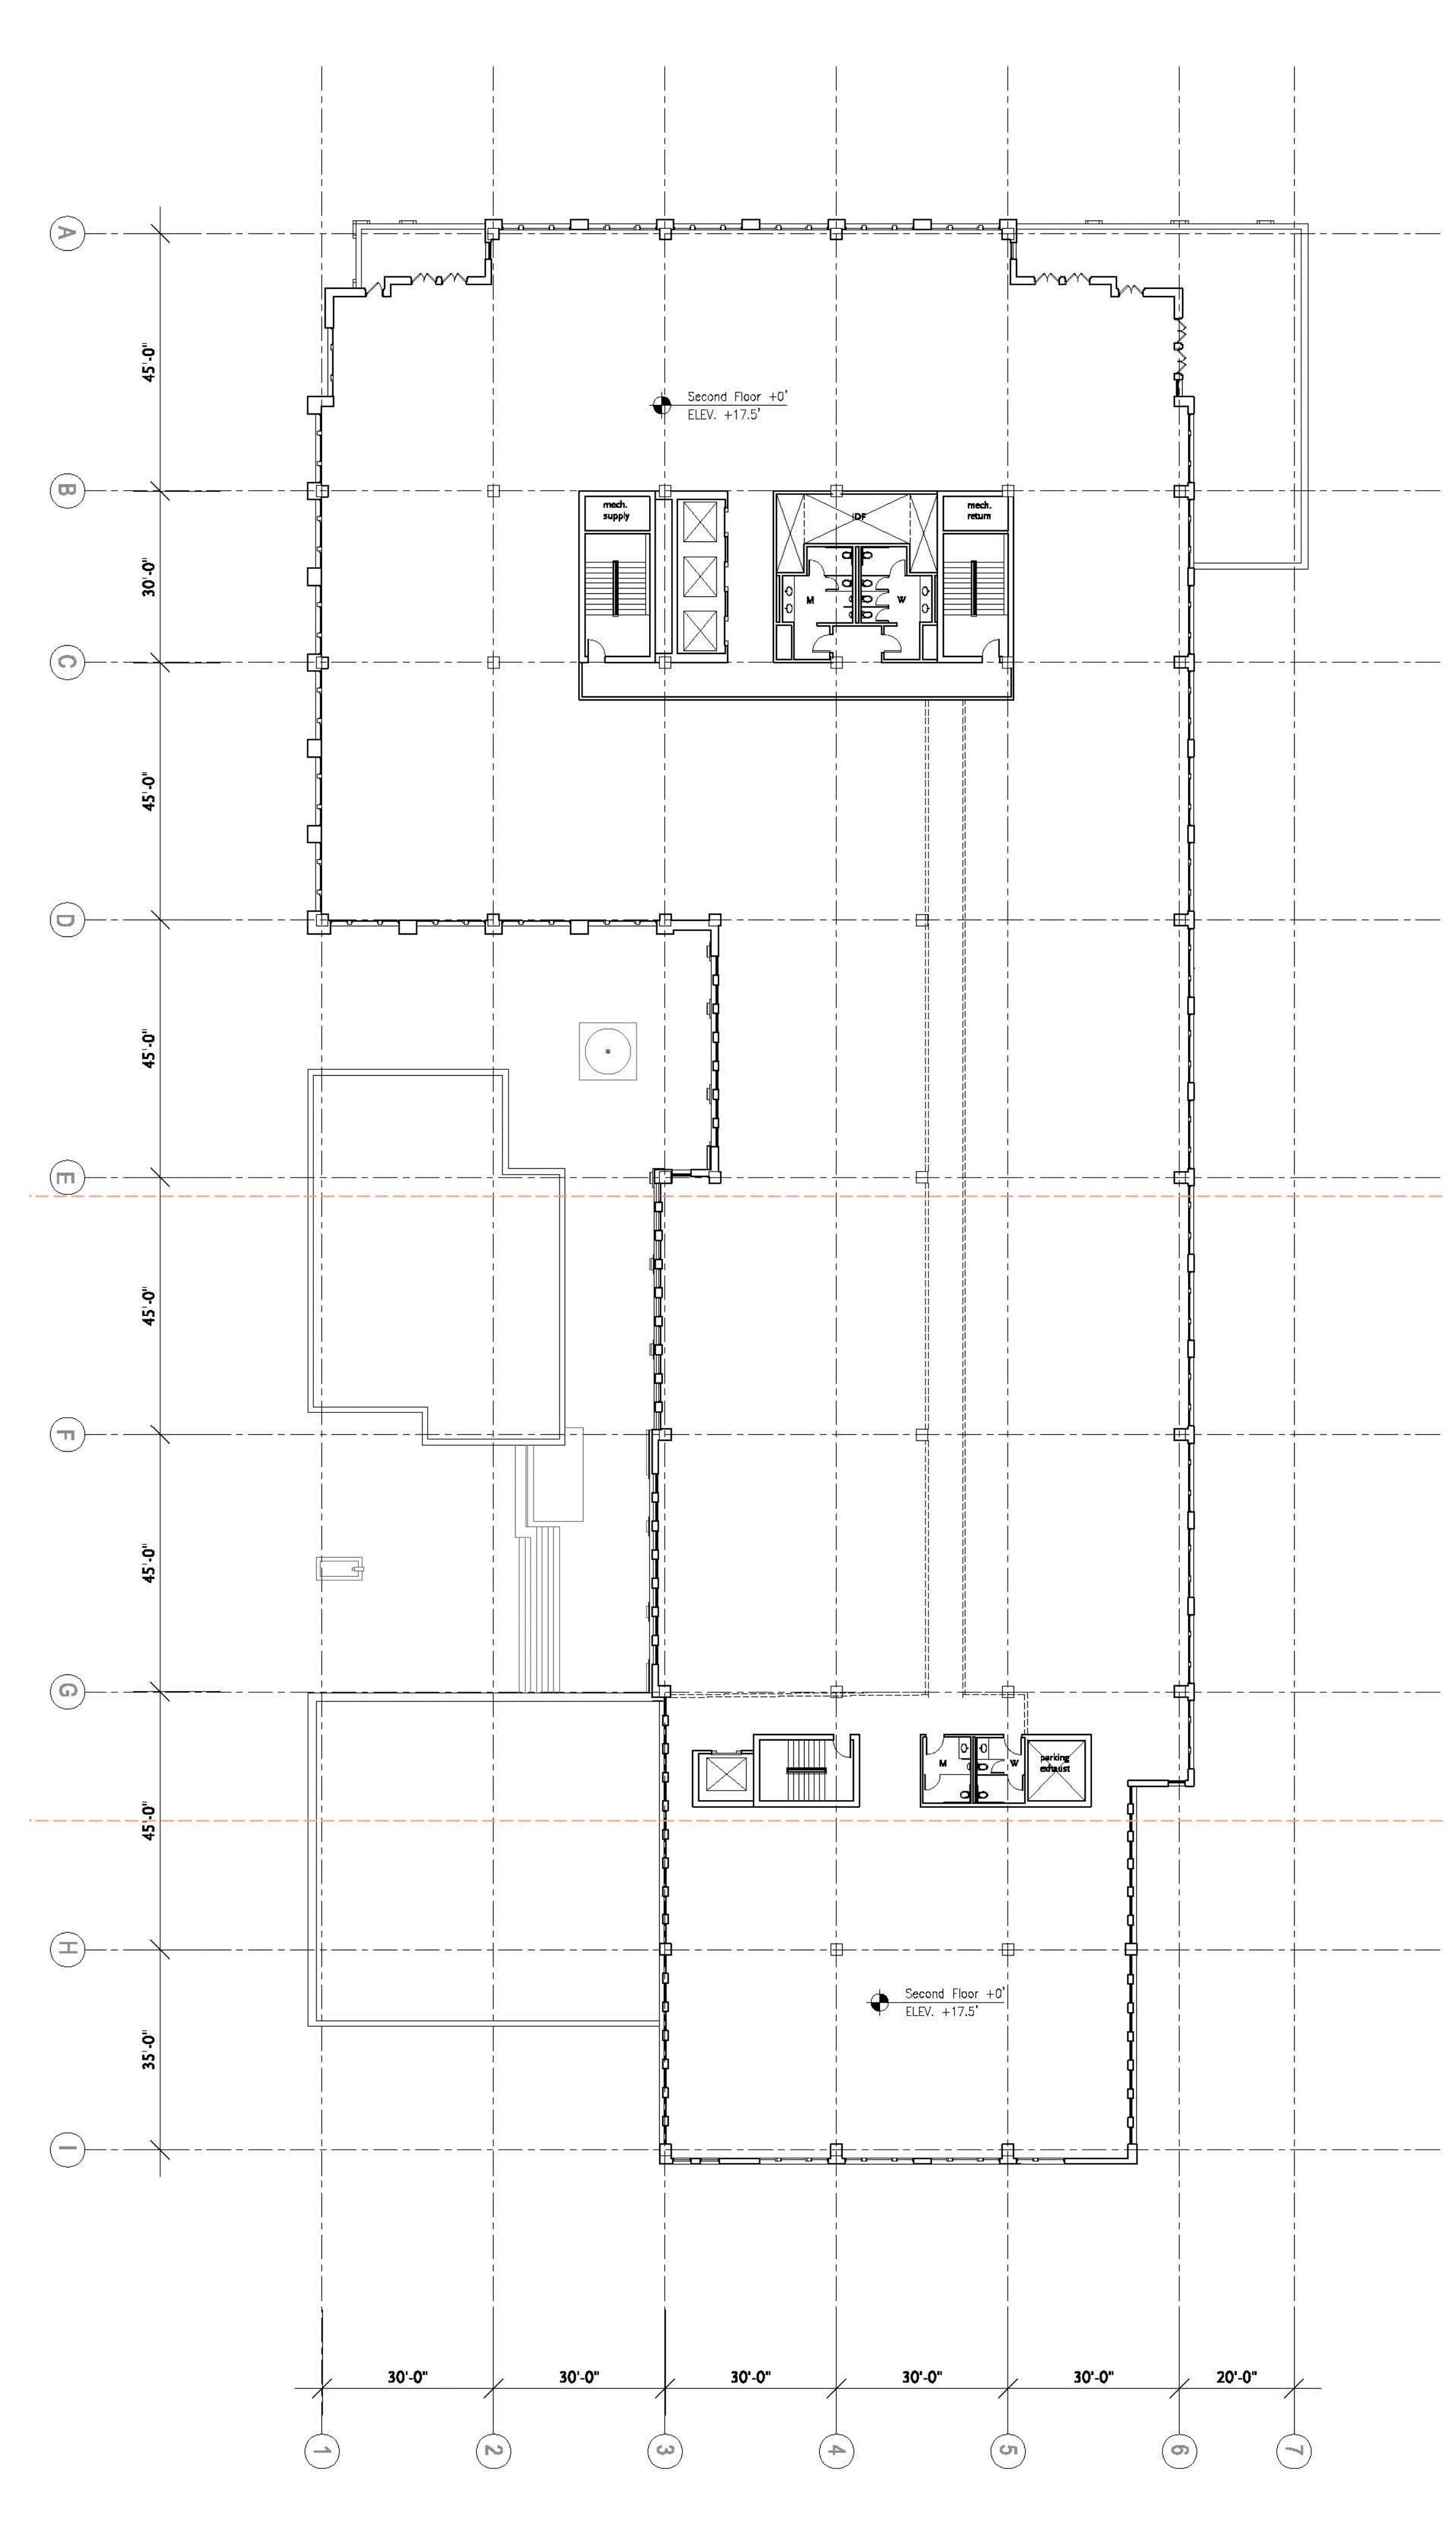 A
45'-0"
Second Floor +0'
ELEV. +17.5'
B
mech.
supply
IDF
mech.
return
30'-0"
M
W
C
45'-0"
D
45'-0"
E
45'-0"
F
45'-0"
G
M
W
parking
exhaust
45'-0"
H
Second Floor +0'
ELEV. +17.5'
35'-0"
I
30'-0"
30'-0"
30'-0"
30'-0"
30'-0"
20'-0"
1
2
3
4
5
6
7